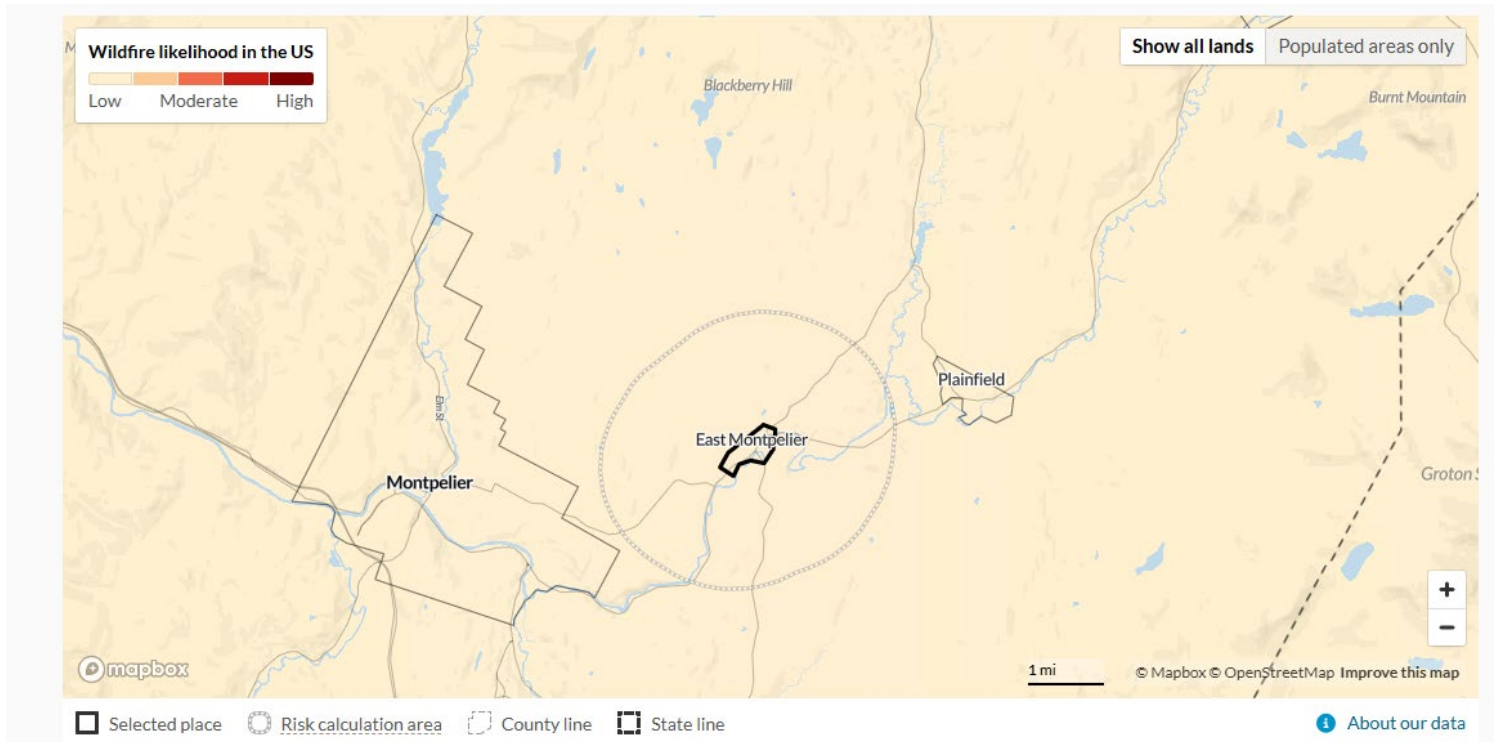 Wildfire likelihood in the US
Low Moderate High
Show all lands Populated areas only
Blackberry Hill
Burnt Mountain
Elm St
Plainfield
East Montpelier
Montpelier
Groton S
mapbox
1 mi
© Mapbox © OpenStreetMap Improve this map
Selected place Risk calculation area County line State line
About our data